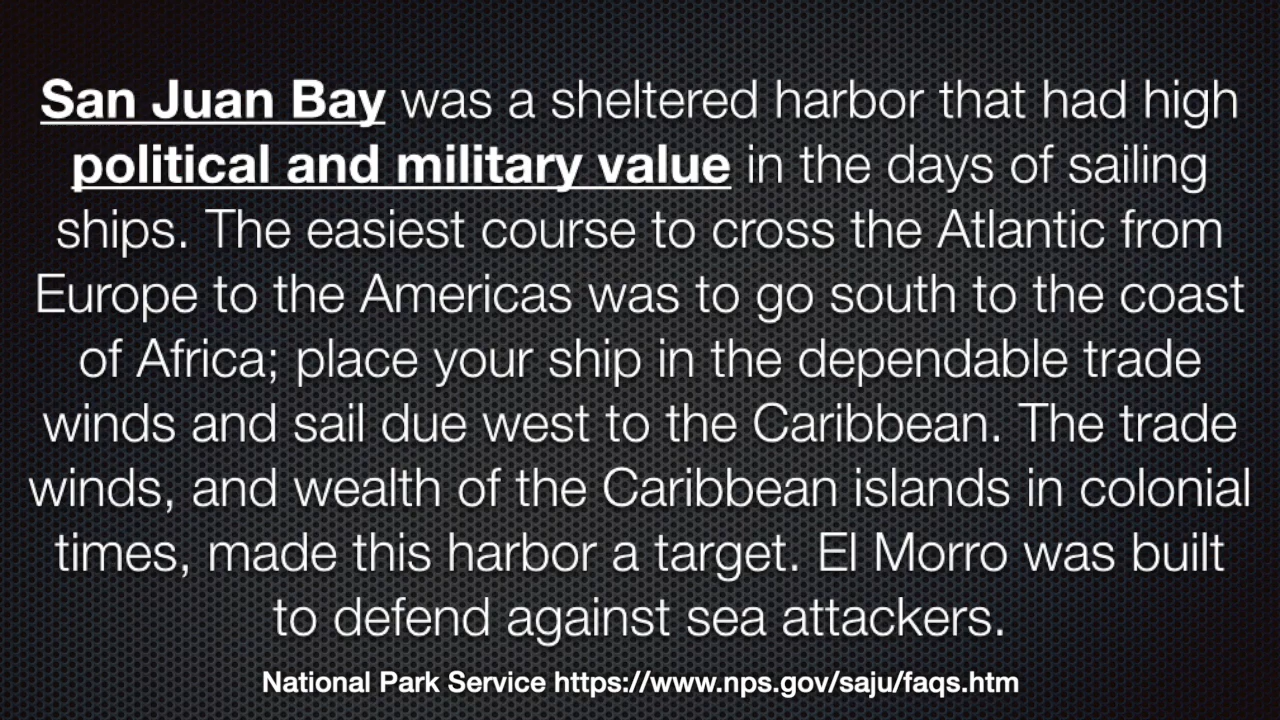 San Juan Bay was a sheltered harbor that had high
political and military value in the days of sailing
ships. The easiest course to cross the Atlantic from
Europe to the Americas was to go south to the coast
of Africa; place your ship in the dependable trade
winds and sail due west to the Caribbean. The trade
winds, and wealth of the Caribbean islands in colonial
times, made this harbor a target. El Morro was built
to defend against sea attackers.
National Park Service https://www.nps.gov/saju/faqs.htm